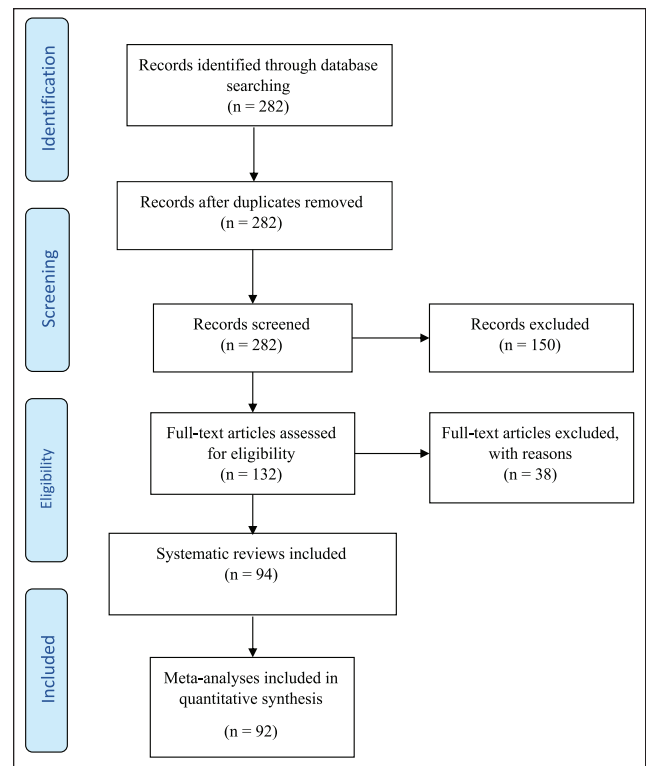 Identification
Records identified through database
searching
(n = 282)
Records after duplicates removed
(n = 282)
Screening
Records screened
(n = 282)
Records excluded
(n = 150)
Eligibility
Full-text articles assessed
for eligibility
(n = 132)
Full-text articles excluded,
with reasons
(n = 38)
Systematic reviews included
(n = 94)
Included
Meta-analyses included in
quantitative synthesis
(n = 92)